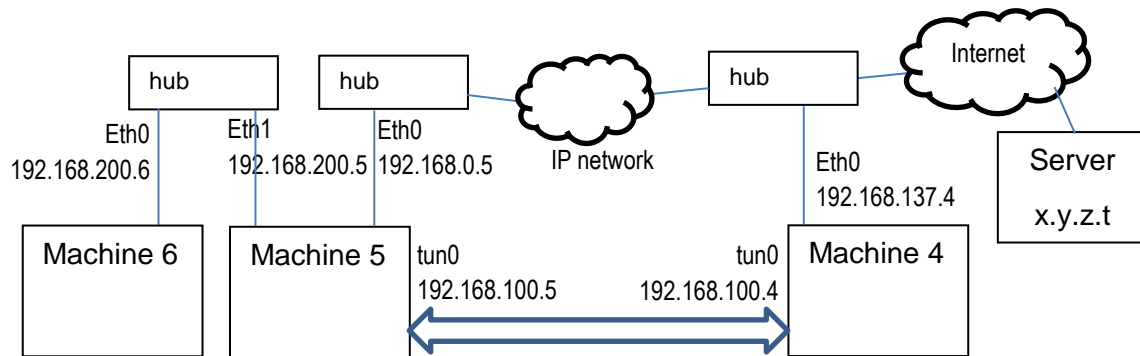 hub
hub
hub
Internet
Eth0
192.168.200.6
Eth1
192.168.200.5
Eth0
192.168.0.5
IP network
Eth0
192.168.137.4
Server
x.y.z.t
Machine 6
Machine 5
tun0
192.168.100.5
tun0
192.168.100.4
Machine 4